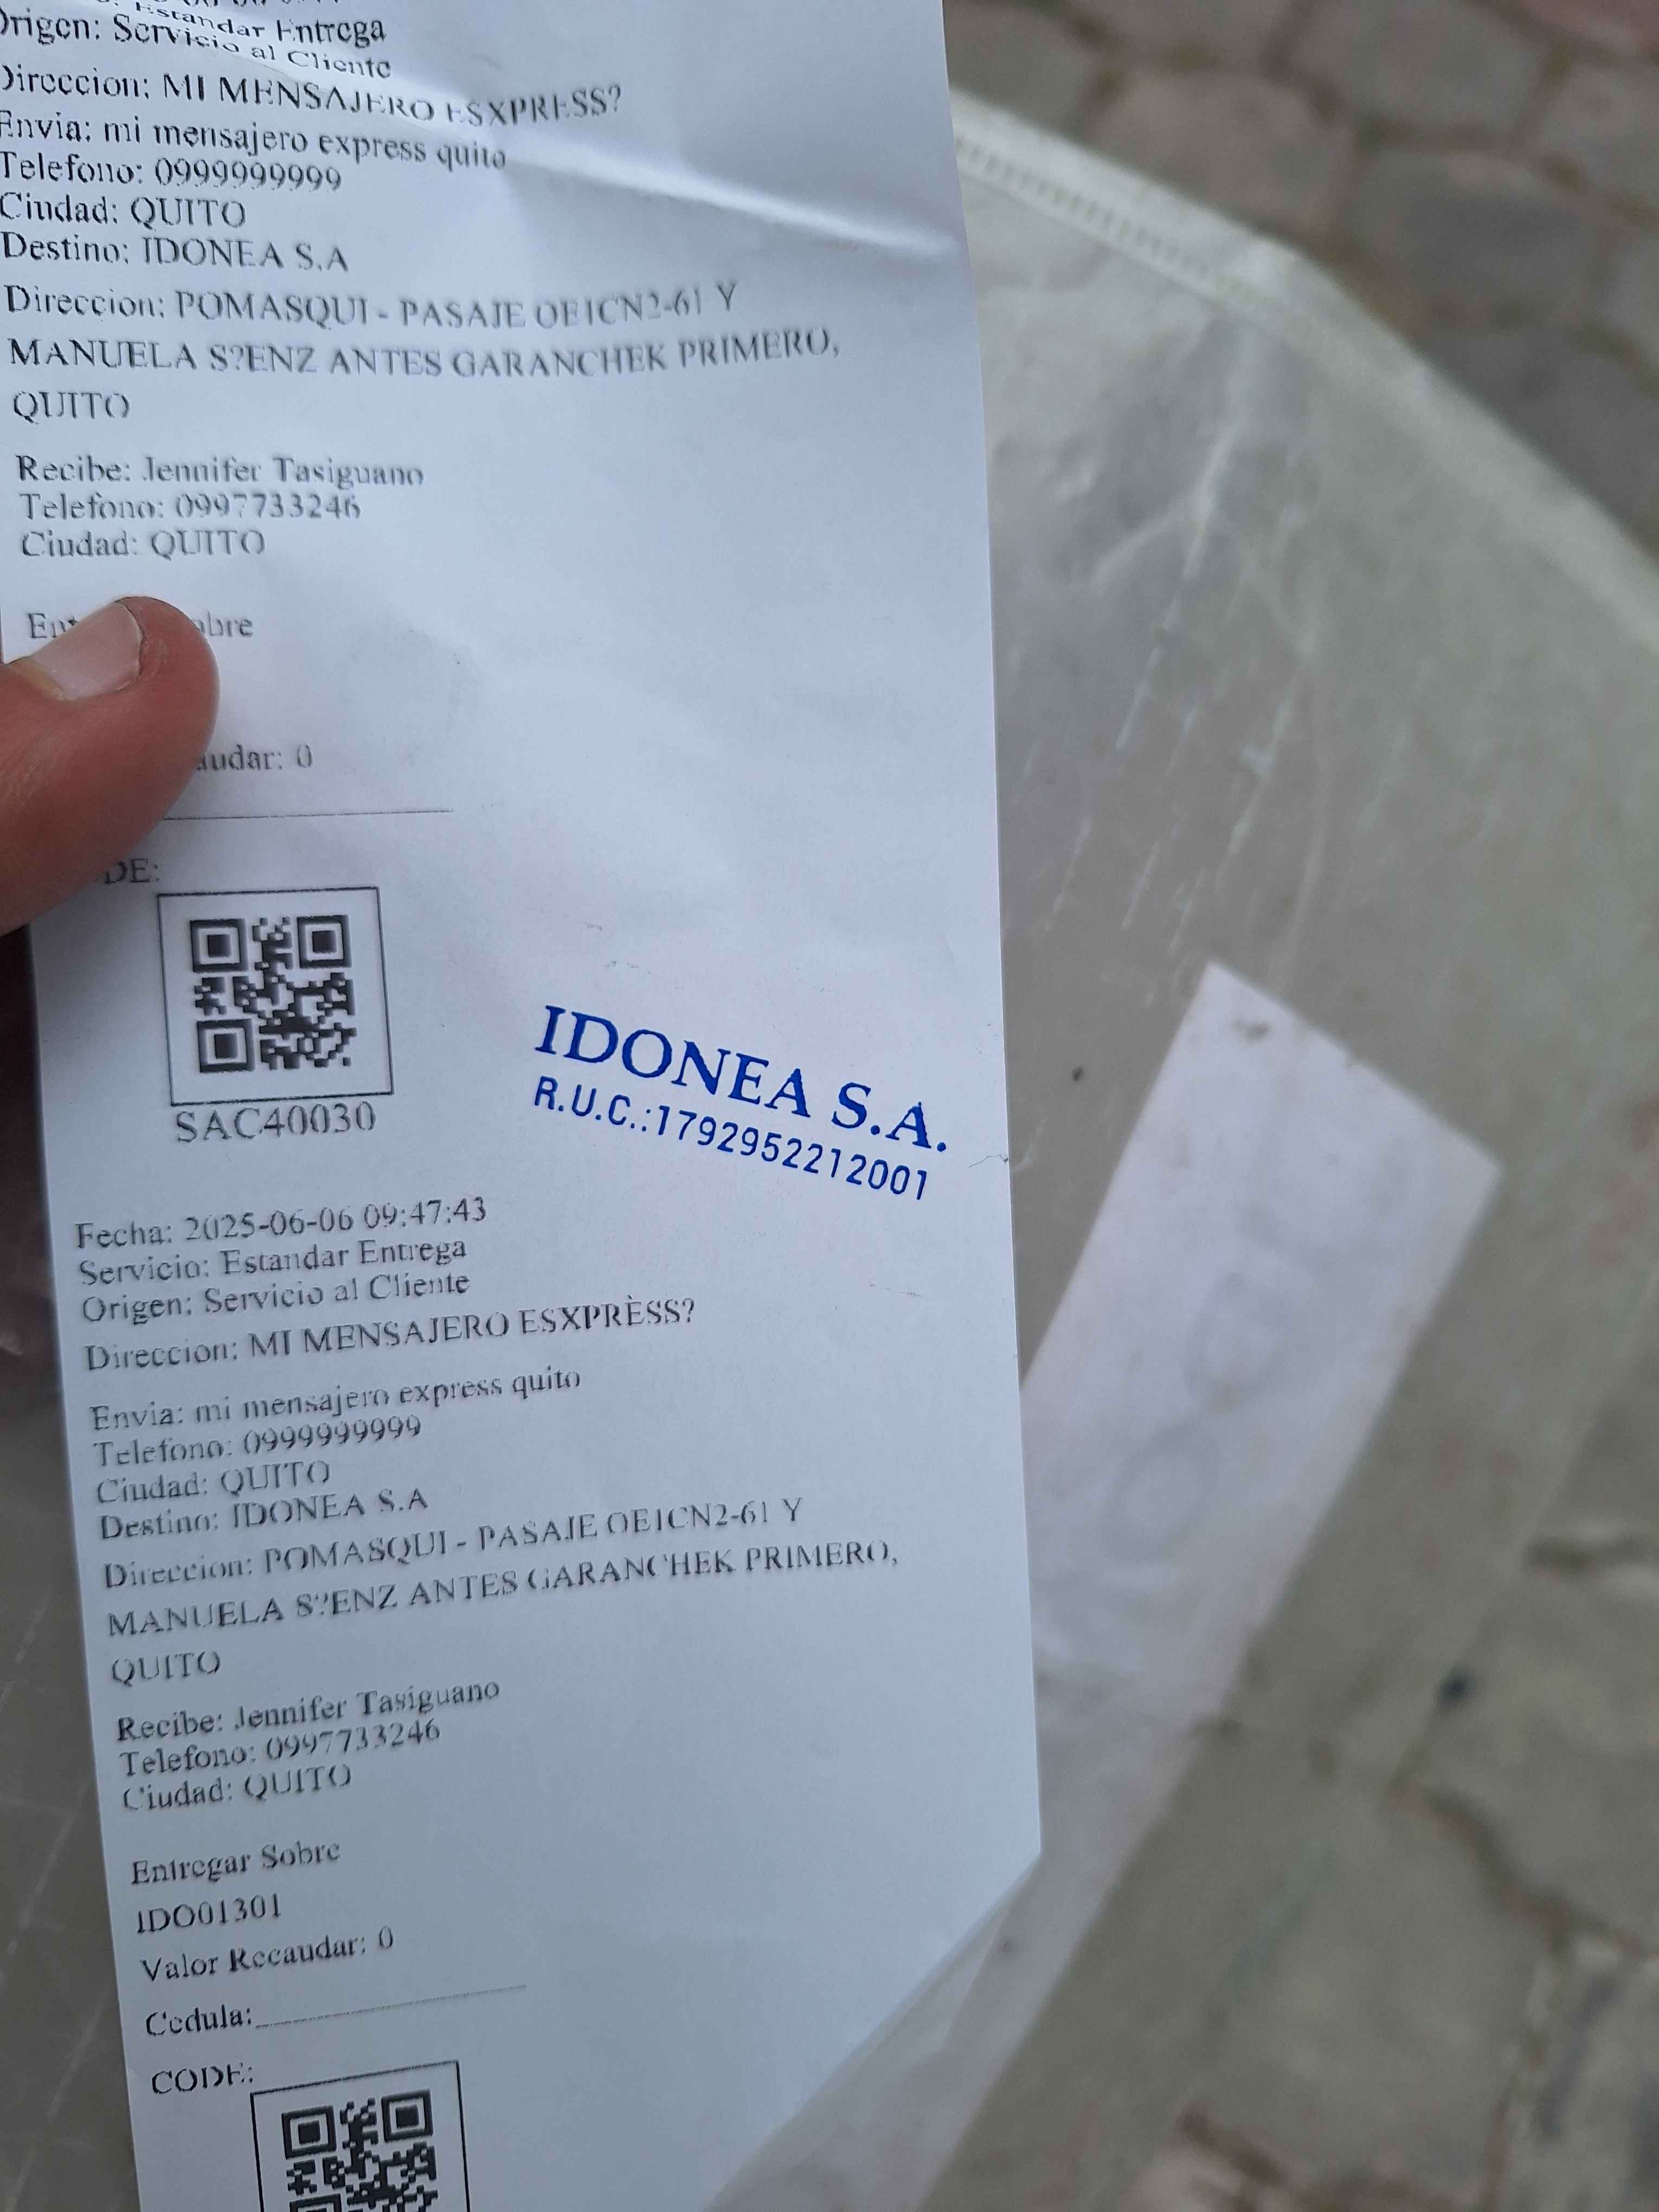 Estandar Entrega
Origen: Servicio al Cliente
Direccion: MI MENSAJERO ESXPRESS?
Envia: mi mensajero express quito
Telefono: 0999999999
Ciudad: QUITO
Destino: IDONEA S.A
Direccion: POMASQUI - PASAJE OE1CN2-61 Y
MANUELA S?ENZ ANTES GARANCHEK PRIMERO,
QUITO
Recibe: Jennifer Tasiguano
Telefono: 0997733246
Ciudad: QUITO
audar: 0
DE:
SAC40030
IDONEA S.A.
R.U.C.:1792952212001
Fecha: 2025-06-06 09:47:43
Servicio: Estandar Entrega
Origen: Servicio al Cliente
Direccion: MI MENSAJERO ESXPRESS?
Envia: mi mensajero express quito
Telefono: 0999999999
Ciudad: QUITO
Destino: IDONEA S.A
Direccion: POMASQUI - PASAJE OE1CN2-61 Y
MANUELA S?ENZ ANTES GARANCHEK PRIMERO,
QUITO
Recibe: Jennifer Tasiguano
Telefono: 0997733246
Ciudad: QUITO
Entregar Sobre
IDO01301
Valor Recaudar: 0
Cedula:
CODE: